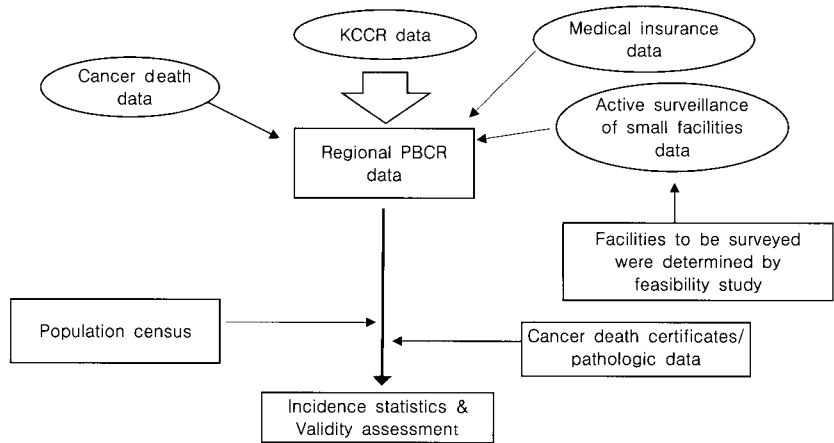 KCCR data
Medical insurance
data
Cancer death
data
Active surveillance
of small facilities
data
Regional PBCR
data
Facilities to be surveyed
were determined by
feasibility study
Population census
Cancer death certificates/
pathologic data
Incidence statistics &
Validity assessment